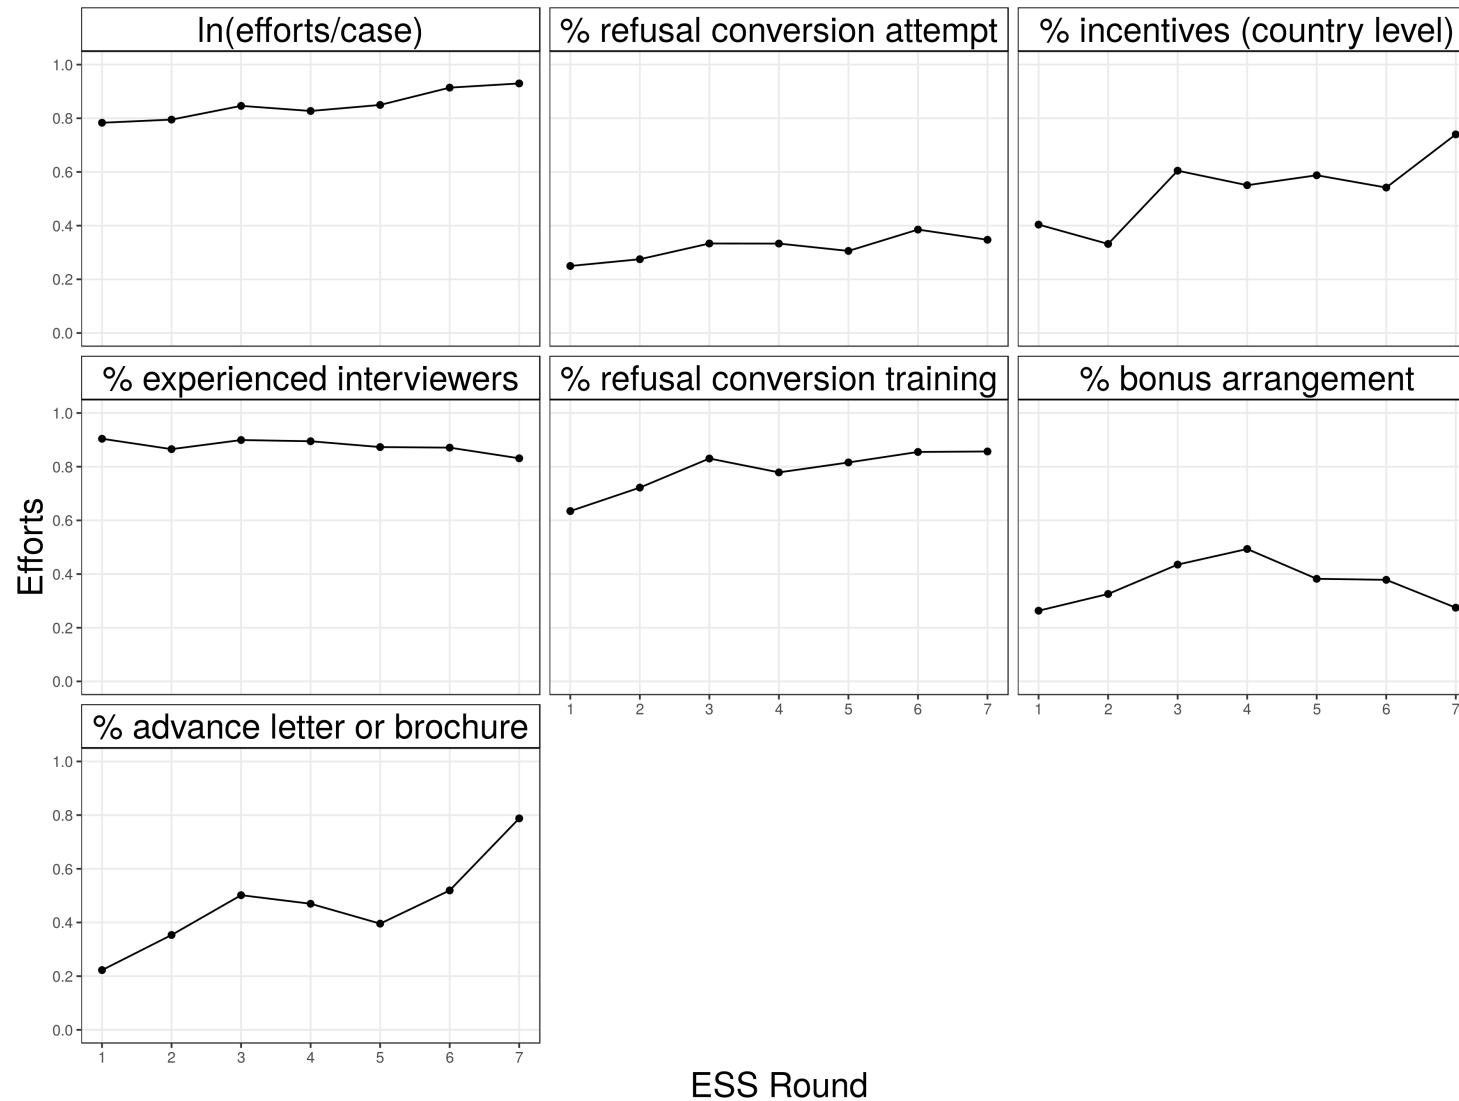 ln(efforts/case)
% refusal conversion attempt
% incentives (country level)
1.0
0.8
0.6
0.4
0.2
0.0
% experienced interviewers
% refusal conversion training
% bonus arrangement
1.0
0.8
0.6
0.4
0.2
0.0
1 2 3 4 5 6 7
1 2 3 4 5 6 7
% advance letter or brochure
1.0
0.8
0.6
0.4
0.2
0.0
1 2 3 4 5 6 7
Efforts
ESS Round